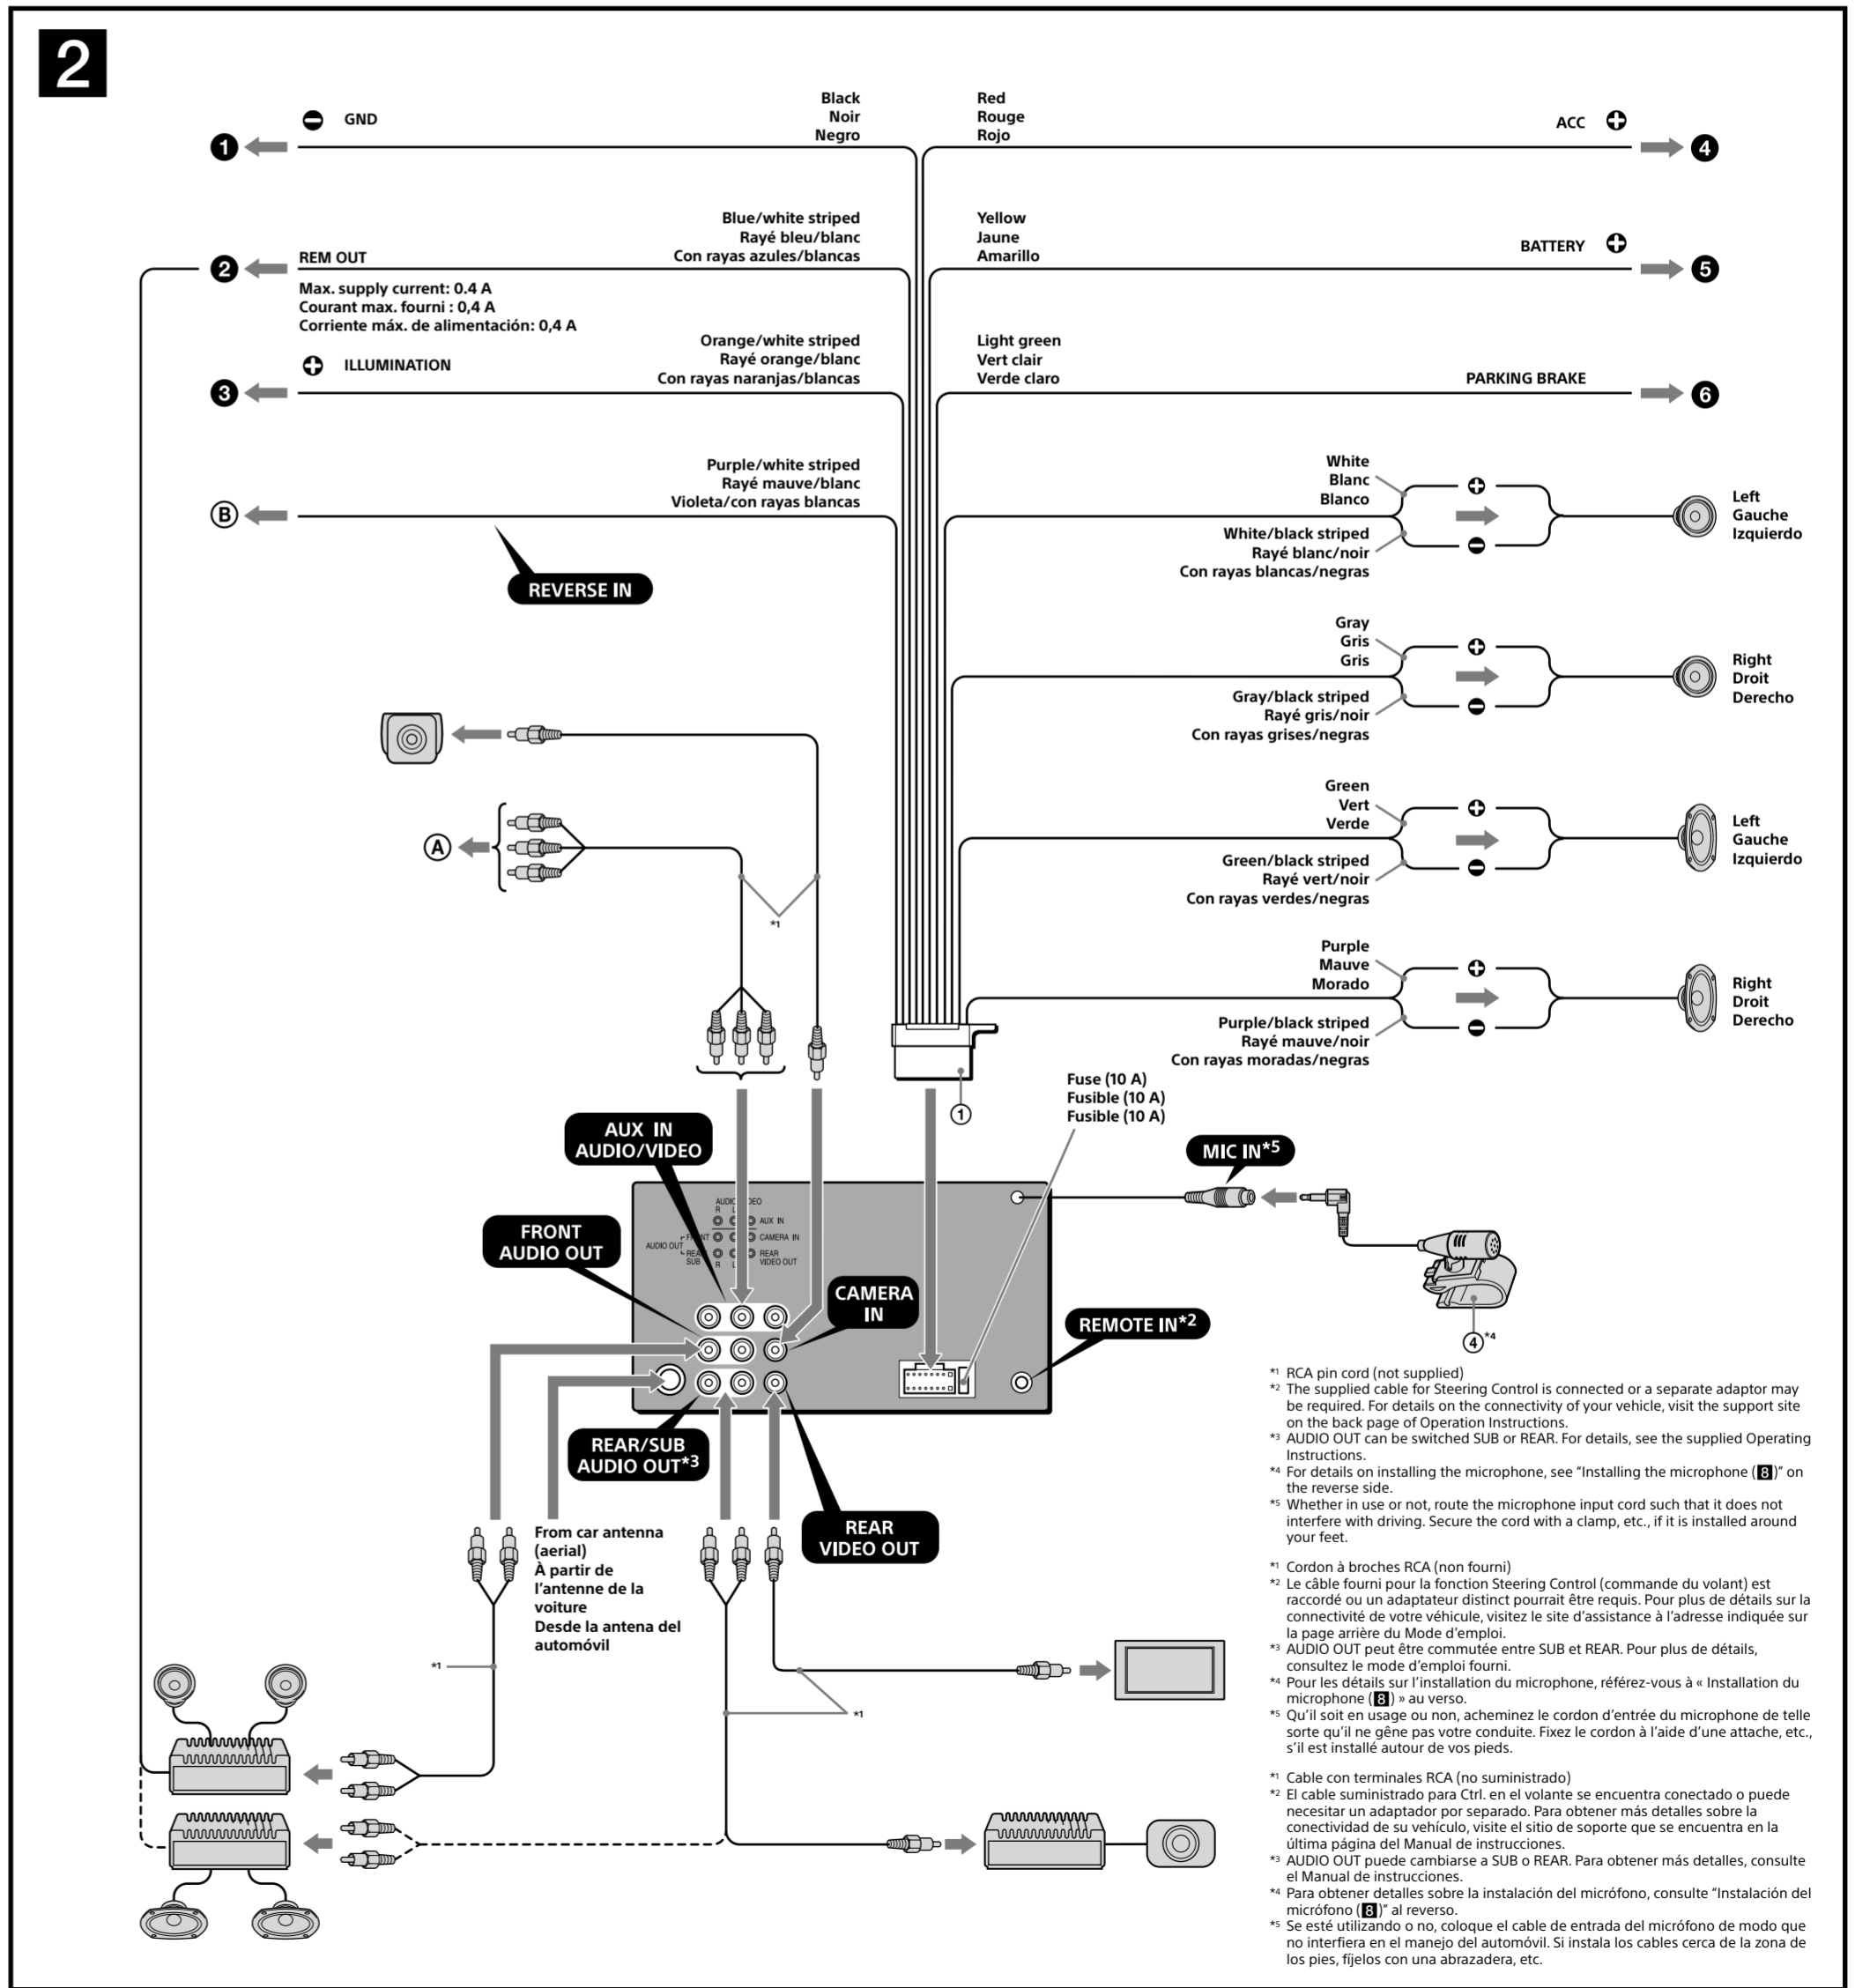 2
GND
Black
Noir
Negro
Red
Rouge
Rojo
ACC
1
4
REM OUT
Blue/white striped
Rayé bleu/blanc
Con rayas azules/blancas
Yellow
Jaune
Amarillo
BATTERY
2
5
Max. supply current: 0.4 A
Courant max. fourni : 0,4 A
Corriente máx. de alimentación: 0,4 A
ILLUMINATION
Orange/white striped
Rayé orange/blanc
Con rayas naranjas/blancas
Light green
Vert clair
Verde claro
PARKING BRAKE
3
6
Purple/white striped
Rayé mauve/blanc
Violeta/con rayas blancas
B
REVERSE IN
White
Blanc
Blanco
White/black striped
Rayé blanc/noir
Con rayas blancas/negras
Left
Gauche
Izquierdo
Gray
Gris
Gris
Gray/black striped
Rayé gris/noir
Con rayas grises/negras
Right
Droit
Derecho
A
*1
Green
Vert
Verde
Green/black striped
Rayé vert/noir
Con rayas verdes/negras
Left
Gauche
Izquierdo
Purple
Mauve
Morado
Purple/black striped
Rayé mauve/noir
Con rayas moradas/negras
Right
Droit
Derecho
1
Fuse (10 A)
Fusible (10 A)
Fusible (10 A)
AUX IN
AUDIO/VIDEO
MIC IN*5
FRONT
AUDIO OUT
R
AUX IN
AUDIO OUT
CAMERA IN
SUB
R
REAR
VIDEO OUT
CAMERA
IN
REMOTE IN*2
4*4
REAR/SUB
AUDIO OUT*3
REAR
VIDEO OUT
From car antenna
(aerial)
À partir de
l'antenne de la
voiture
Desde la antena del
automóvil
*1
*1
*1 RCA pin cord (not supplied)
*2 The supplied cable for Steering Control is connected or a separate adaptor may
be required. For details on the connectivity of your vehicle, visit the support site
on the back page of Operation Instructions.
*3 AUDIO OUT can be switched SUB or REAR. For details, see the supplied Operating
Instructions.
*4 For details on installing the microphone, see “Installing the microphone (8)” on
the reverse side.
*5 Whether in use or not, route the microphone input cord such that it does not
interfere with driving. Secure the cord with a clamp, etc., if it is installed around
your feet.
*1 Cordon à broches RCA (non fourni)
*2 Le câble fourni pour la fonction Steering Control (commande du volant) est
raccordé ou un adaptateur distinct pourrait être requis. Pour plus de détails sur la
connectivité de votre véhicule, visitez le site d'assistance à l'adresse indiquée sur
la page arrière du Mode d'emploi.
*3 AUDIO OUT peut être commutée entre SUB et REAR. Pour plus de détails,
consultez le mode d'emploi fourni.
*4 Pour les détails sur l'installation du microphone, référez-vous à « Installation du
microphone (8) » au verso.
*5 Qu'il soit en usage ou non, acheminez le cordon d'entrée du microphone de telle
sorte qu'il ne gêne pas votre conduite. Fixez le cordon à l'aide d'une attache, etc.,
s'il est installé autour de vos pieds.
*1 Cable con terminales RCA (no suministrado)
*2 El cable suministrado para Ctrl. en el volante se encuentra conectado o puede
necesitar un adaptador por separado. Para obtener más detalles sobre la
conectividad de su vehículo, visite el sitio de soporte que se encuentra en la
última página del Manual de instrucciones.
*3 AUDIO OUT puede cambiarse a SUB o REAR. Para obtener más detalles, consulte
el Manual de instrucciones.
*4 Para obtener detalles sobre la instalación del micrófono, consulte “Instalación del
micrófono (8)” al reverso.
*5 Se esté utilizando o no, coloque el cable de entrada del micrófono de modo que
no interfiera en el manejo del automóvil. Si instala los cables cerca de la zona de
los pies, fíjelos con una abrazadera, etc.